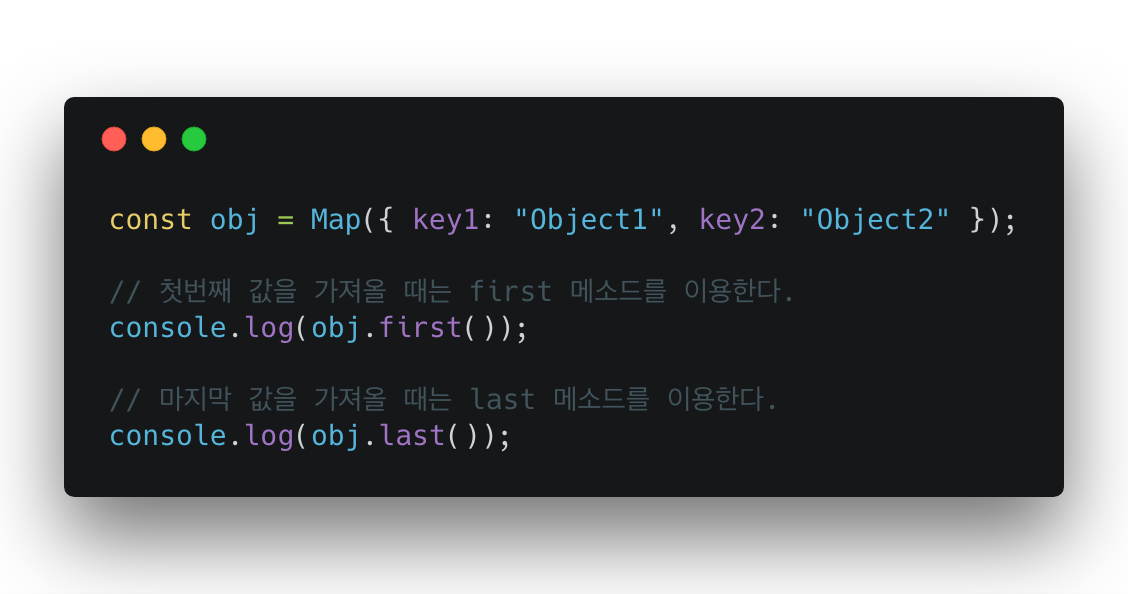 const obj = Map({ key1: "Object1", key2: "Object2" });
// 첫번째 값을 가져올 때는 first 메소드를 이용한다.
console.log(obj.first());
// 마지막 값을 가져올 때는 last 메소드를 이용한다.
console.log(obj.last());